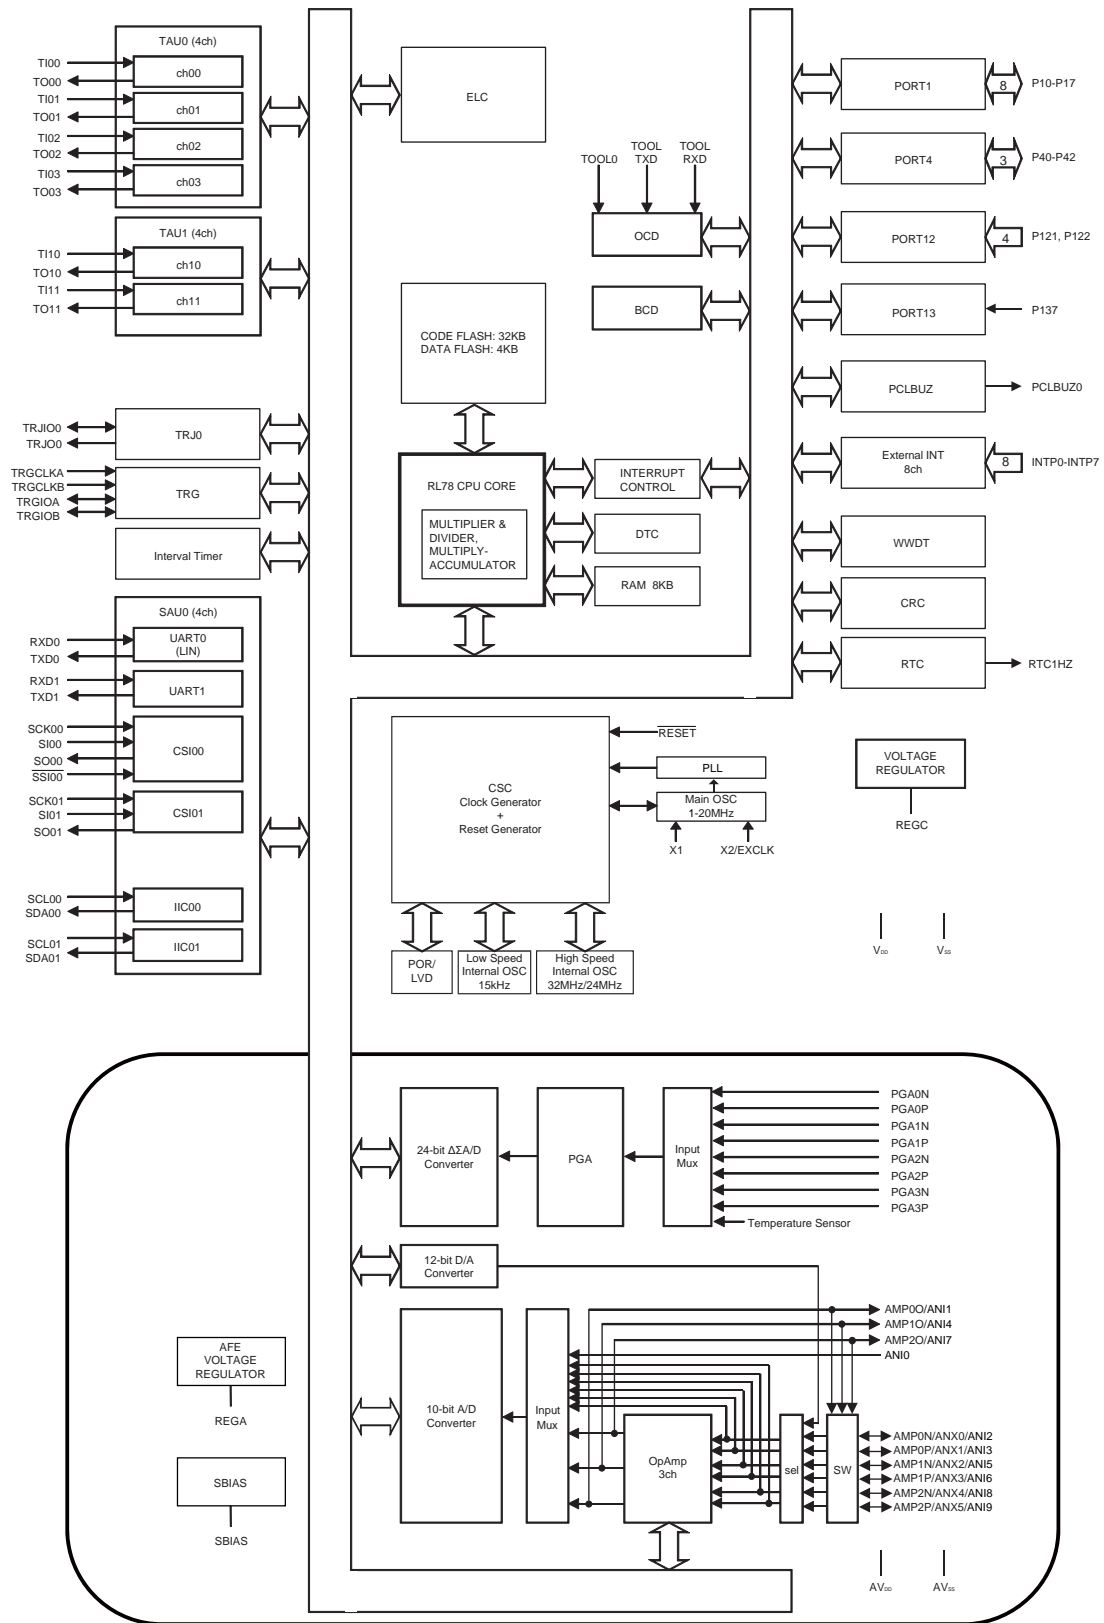 TAU0 (4ch)
TI00
TO00
ch00
TI01
TO01
ch01
TI02
TO02
ch02
TI03
TO03
ch03
TAU1 (4ch)
TI10
TO10
ch10
TI11
TO11
ch11
TRJIO0
TRJO0
TRJ0
TRGCLKA
TRGCLKB
TRGIOA
TRGIOB
TRG
Interval Timer
SAU0 (4ch)
RXD0
TXD0
UART0
(LIN)
RXD1
TXD1
UART1
SCK00
SI00
SO00
SSI00
CSI00
SCK01
SI01
SO01
CSI01
SCL00
SDA00
IIC00
SCL01
SDA01
IIC01
ELC
TOOL0
TOOL
TXD
TOOL
RXD
OCD
BCD
CODE FLASH: 32KB
DATA FLASH: 4KB
RL78 CPU CORE
MULTIPLIER &
DIVIDER,
MULTIPLY-
ACCUMULATOR
INTERRUPT
CONTROL
DTC
RAM 8KB
PORT1
8
P10-P17
PORT4
3
P40-P42
PORT12
4
P121, P122
PORT13
P137
PCLBUZ
PCLBUZ0
External INT
8ch
8
INTP0-INTP7
WWDT
CRC
RTC
RTC1HZ
CSC
Clock Generator
+
Reset Generator
RESET
PLL
Main OSC
1-20MHz
X1
X2/EXCLK
POR/
LVD
Low Speed
Internal OSC
15kHz
High Speed
Internal OSC
32MHz/24MHz
VOLTAGE
REGULATOR
REGC
VDD
VSS
24-bit ΔΣA/D
Converter
PGA
Input
Mux
PGA0N
PGA0P
PGA1N
PGA1P
PGA2N
PGA2P
PGA3N
PGA3P
Temperature Sensor
12-bit D/A
Converter
10-bit A/D
Converter
Input
Mux
OpAmp
3ch
sel
SW
AMP0O/ANI1
AMP1O/ANI4
AMP2O/ANI7
ANI0
AMP0N/ANX0/ANI2
AMP0P/ANX1/ANI3
AMP1N/ANX2/ANI5
AMP1P/ANX3/ANI6
AMP2N/ANX4/ANI8
AMP2P/ANX5/ANI9
AFE
VOLTAGE
REGULATOR
REGA
SBIAS
SBIAS
AVDD
AVSS